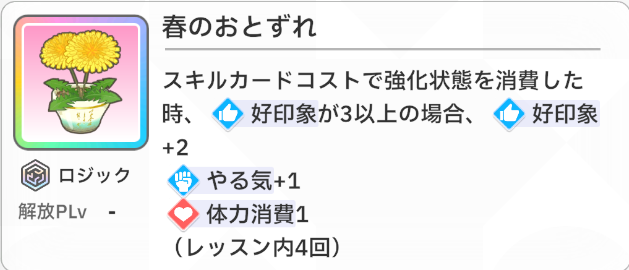 春のおとずれ
スキルカードコストで強化状態を消費した
時、 好印象が3以上の場合、 好印象
+2
やる気+1
体力消費1
（レッスン内4回）
ロジック
解放PLv -